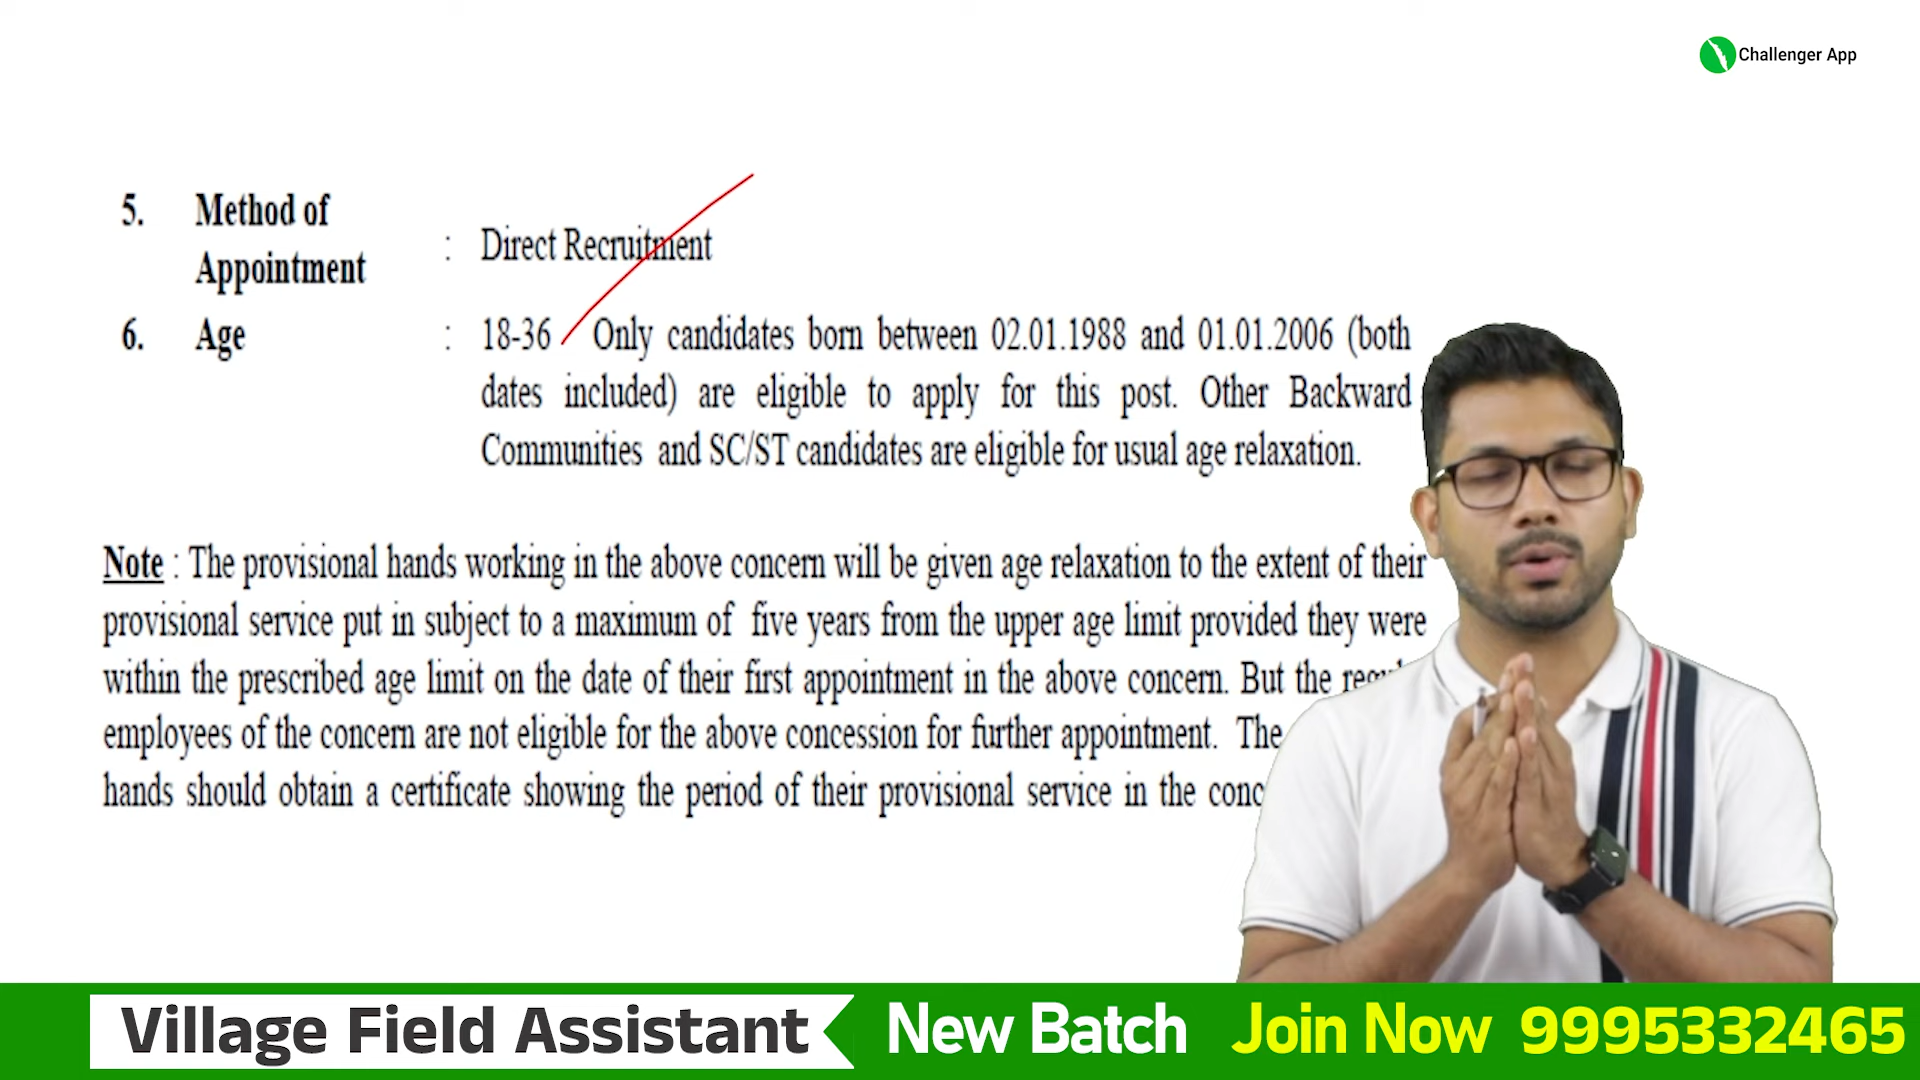 Challenger App
5. Method of
Appointment : Direct Recruitment
6. Age : 18-36 Only candidates born between 02.01.1988 and 01.01.2006 (both
dates included) are eligible to apply for this post. Other Backward
Communities and SC/ST candidates are eligible for usual age relaxation.
Note : The provisional hands working in the above concern will be given age relaxation to the extent of their
provisional service put in subject to a maximum of five years from the upper age limit provided they were
within the prescribed age limit on the date of their first appointment in the above concern. But the
employees of the concern are not eligible for the above concession for further appointment. The
hands should obtain a certificate showing the period of their provisional service in the
Village Field Assistant New Batch Join Now 9995332465